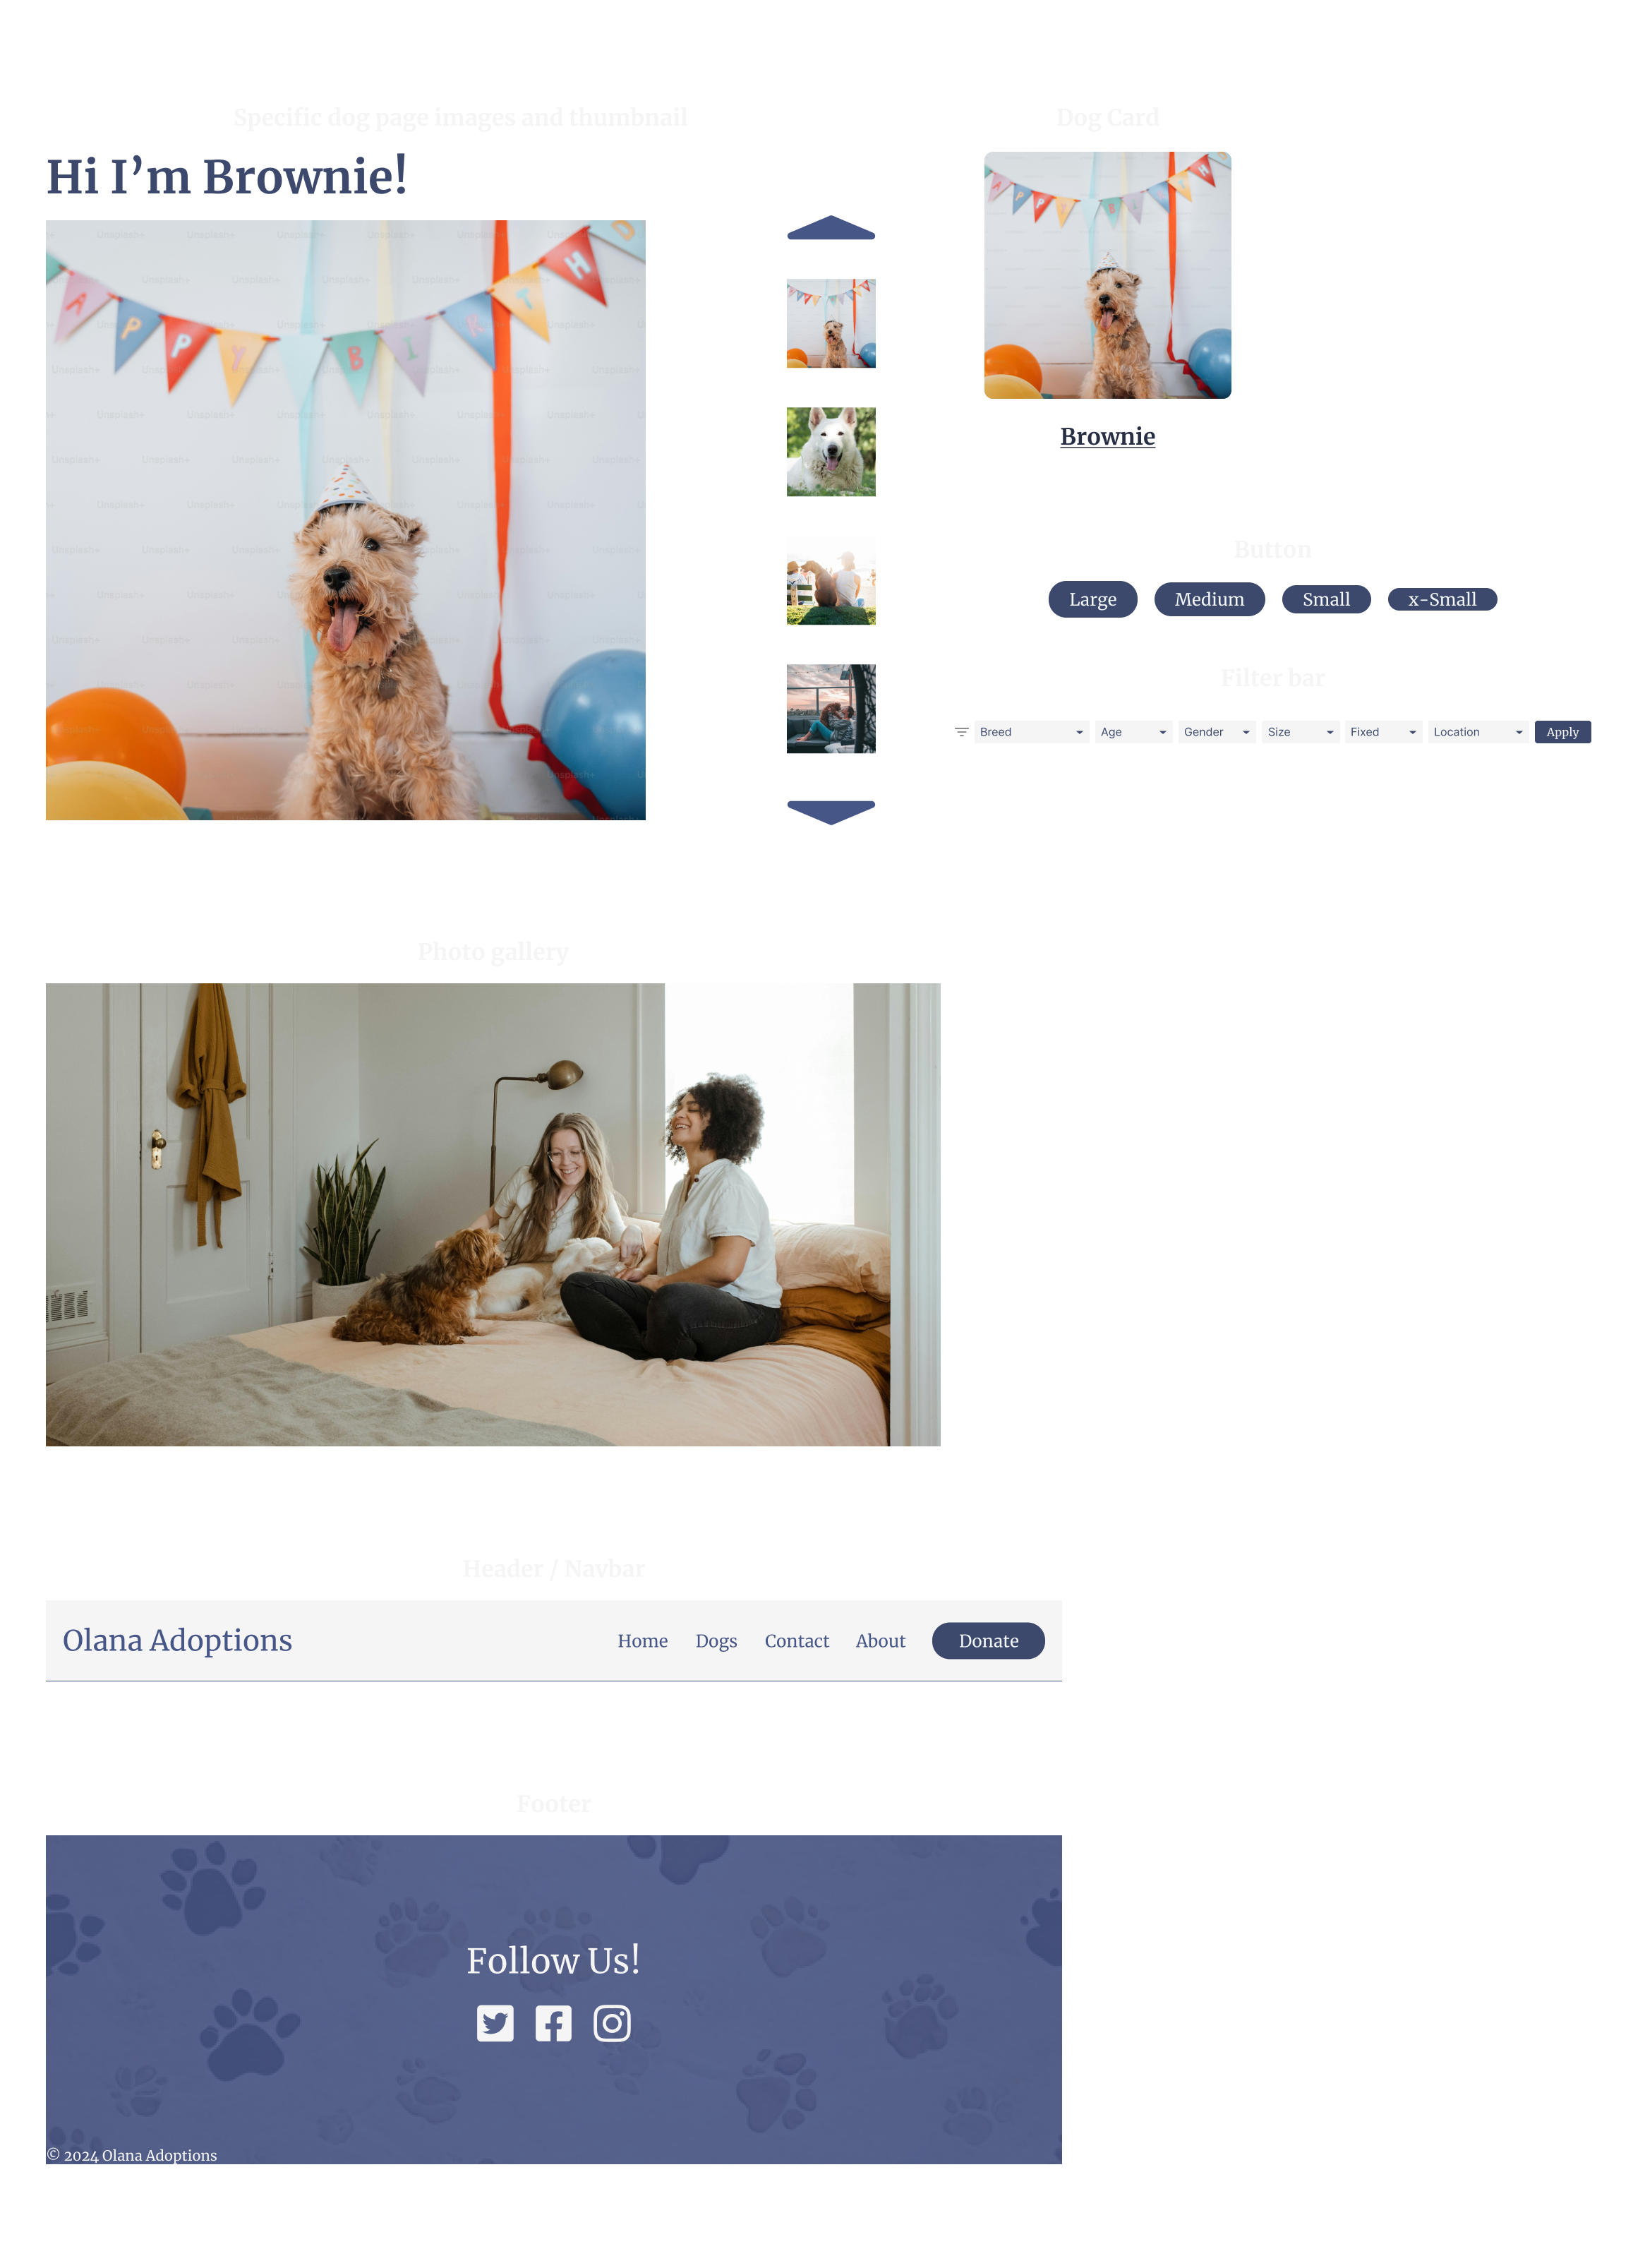 Specific dog page images and thumbnail
Hi I’m Brownie!
A P P Y B I R T H D
Unsplash+
Dog Card
A P P Y B I R T H
Brownie
Button
Large Medium Small x-Small
Filter bar
Breed Age Gender Size Fixed Location Apply
Photo gallery
Header / Navbar
Olana Adoptions Home Dogs Contact About Donate
Footer
Follow Us!
© 2024 Olana Adoptions